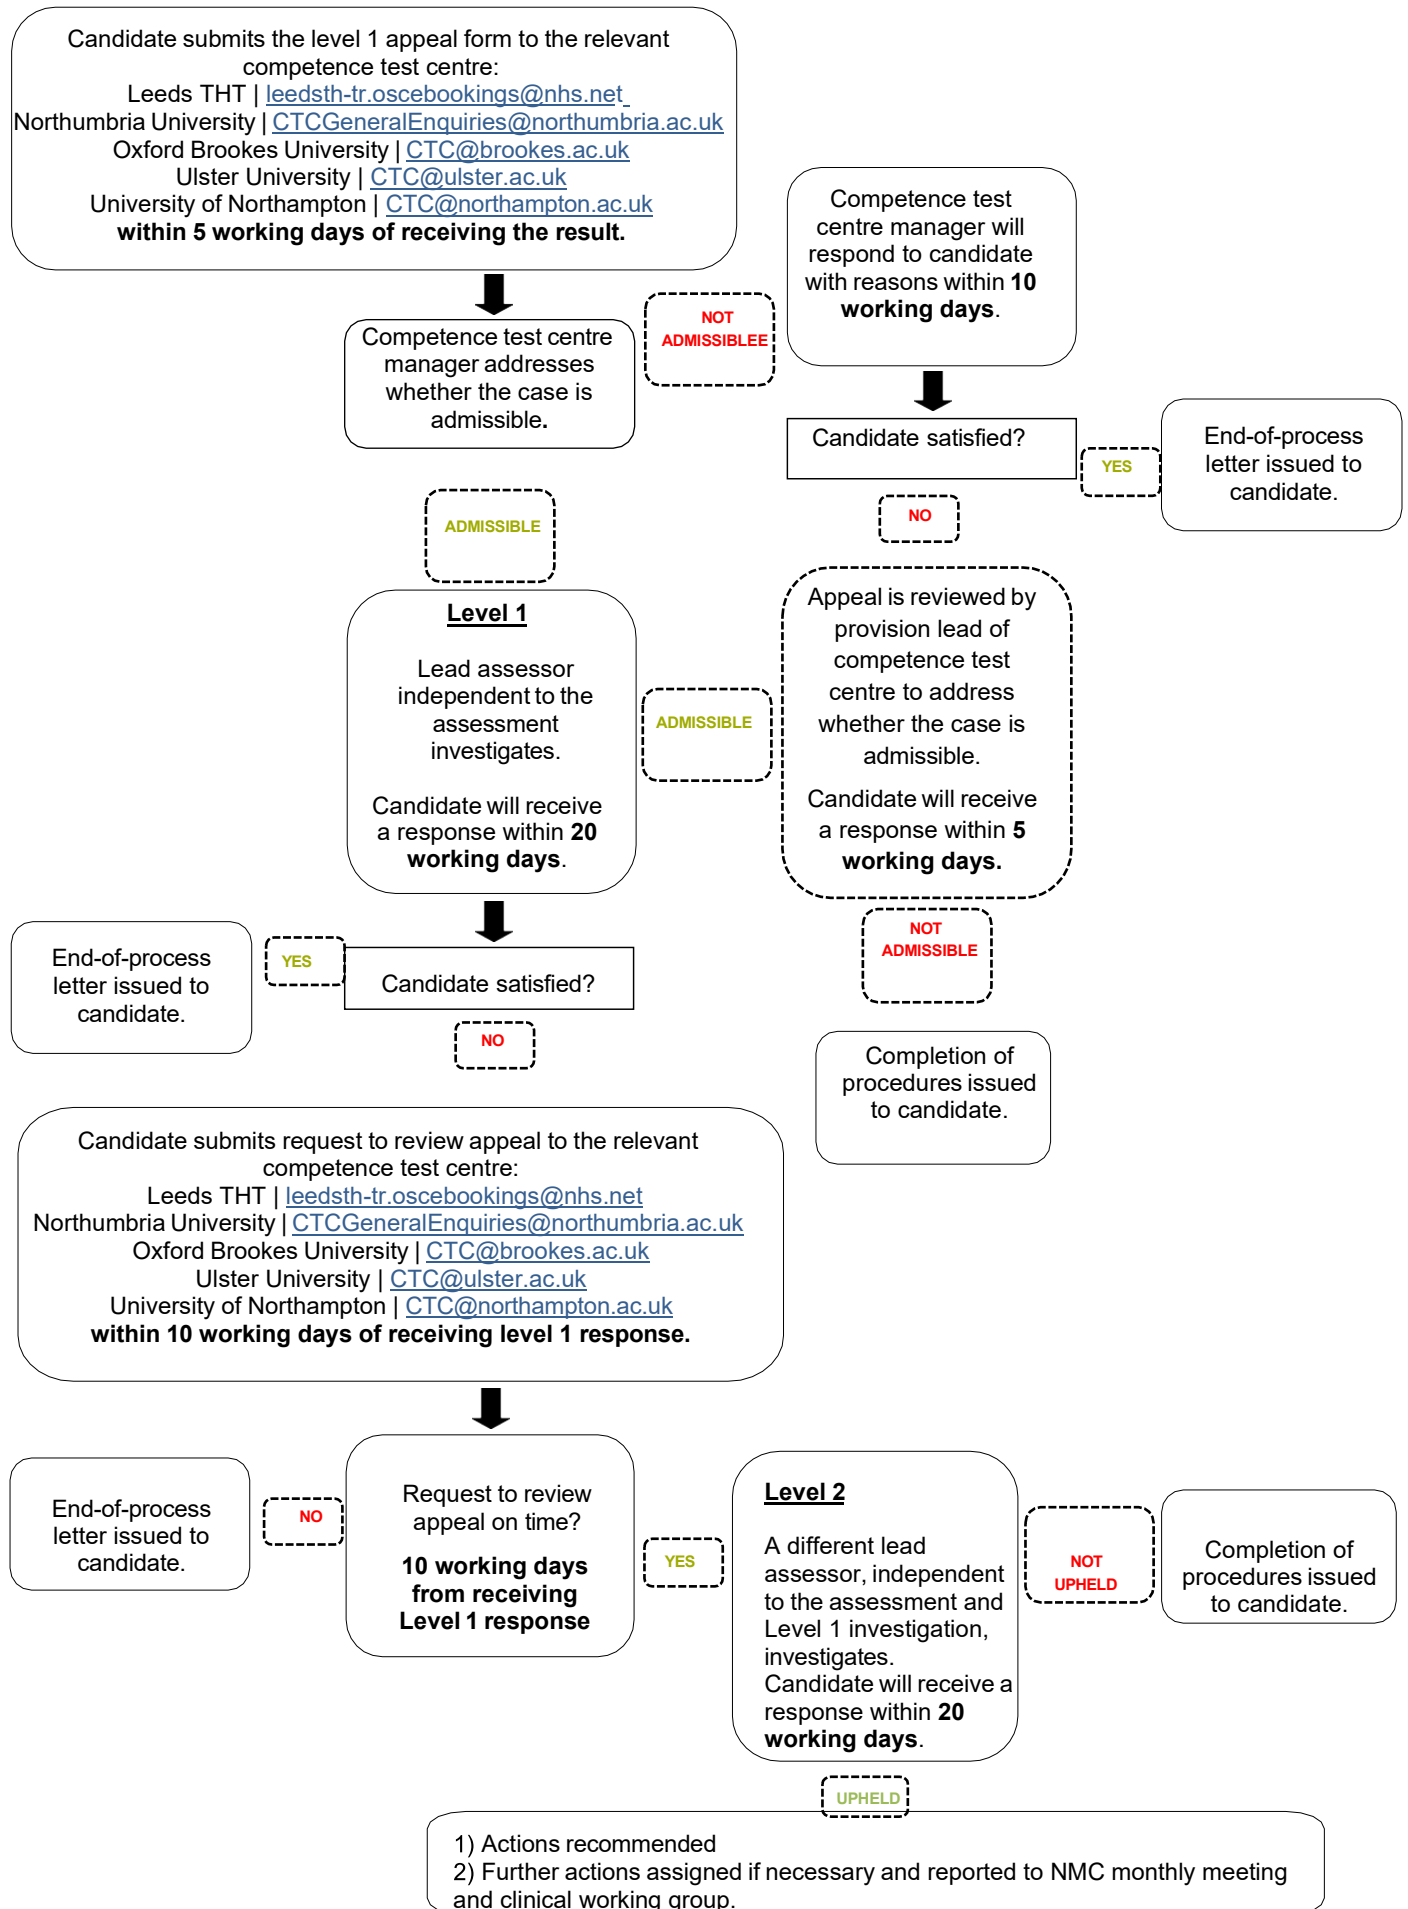 Candidate submits the level 1 appeal form to the relevant
competence test centre:
Leeds THT | leedsth-tr.oscebookings@nhs.net
Northumbria University | CTCGeneralEnquiries@northumbria.ac.uk
Oxford Brookes University | CTC@brookes.ac.uk
Ulster University | CTC@ulster.ac.uk
University of Northampton | CTC@northampton.ac.uk
within 5 working days of receiving the result.
Competence test
centre manager will
respond to candidate
with reasons within 10
working days.
NOT
ADMISSIBLEE
Competence test centre
manager addresses
whether the case is
admissible.
Candidate satisfied?
YES
End-of-process
letter issued to
candidate.
ADMISSIBLE
NO
Level 1
Lead assessor
independent to the
assessment
investigates.
Candidate will receive
a response within 20
working days.
ADMISSIBLE
Appeal is reviewed by
provision lead of
competence test
centre to address
whether the case is
admissible.
Candidate will receive
a response within 5
working days.
NOT
ADMISSIBLE
End-of-process
letter issued to
candidate.
YES
Candidate satisfied?
NO
Completion of
procedures issued
to candidate.
Candidate submits request to review appeal to the relevant
competence test centre:
Leeds THT | leedsth-tr.oscebookings@nhs.net
Northumbria University | CTCGeneralEnquiries@northumbria.ac.uk
Oxford Brookes University | CTC@brookes.ac.uk
Ulster University | CTC@ulster.ac.uk
University of Northampton | CTC@northampton.ac.uk
within 10 working days of receiving level 1 response.
End-of-process
letter issued to
candidate.
NO
Request to review
appeal on time?
10 working days
from receiving
Level 1 response
YES
Level 2
A different lead
assessor, independent
to the assessment and
Level 1 investigation,
investigates.
Candidate will receive a
response within 20
working days.
NOT
UPHELD
Completion of
procedures issued
to candidate.
UPHELD
1) Actions recommended
2) Further actions assigned if necessary and reported to NMC monthly meeting
and clinical working group.